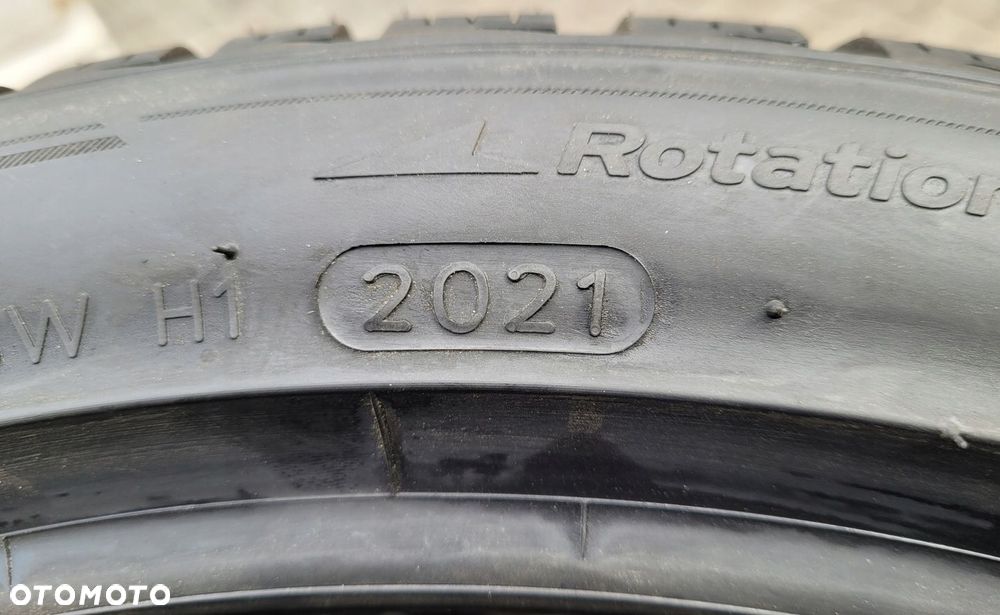 Rotation
W H1 2021
OTOMOTO